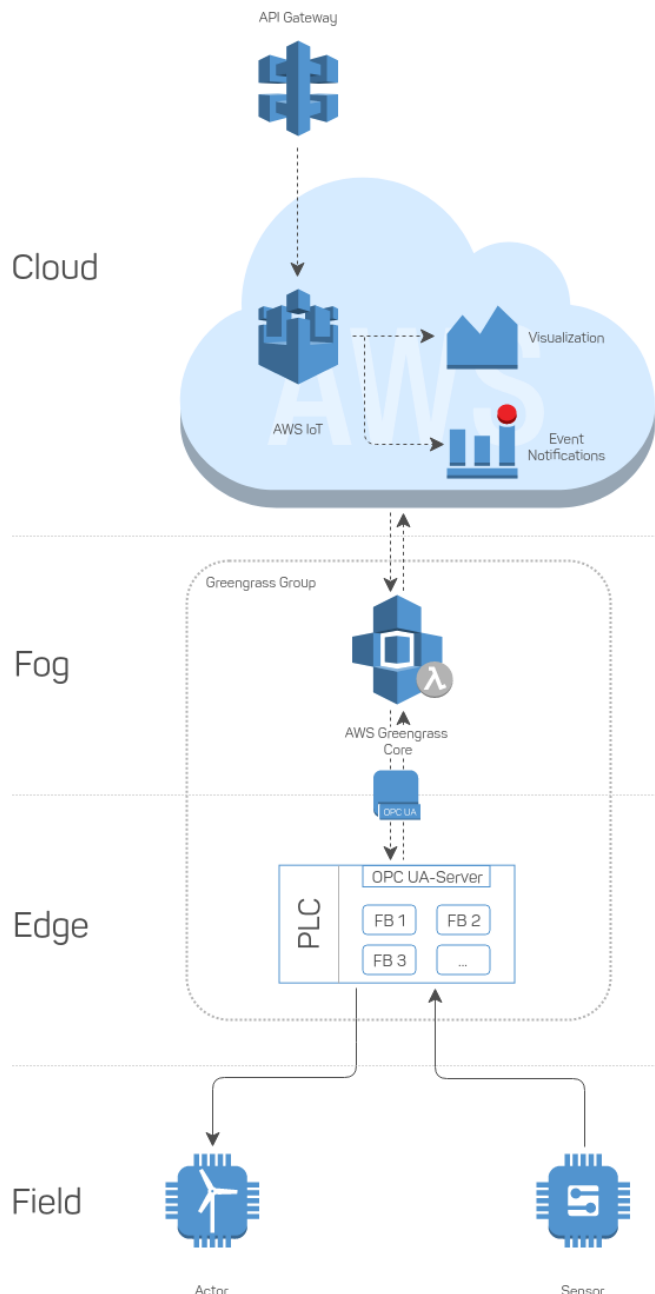 API Gateway
Cloud
AWS
AWS IoT
Visualization
Event
Notifications
Greengrass Group
Fog
λ
AWS Greengrass
Core
OPC UA
Edge
PLC
OPC UA-Server
FB 1
FB 2
FB 3
...
Field
Actor
Sensor